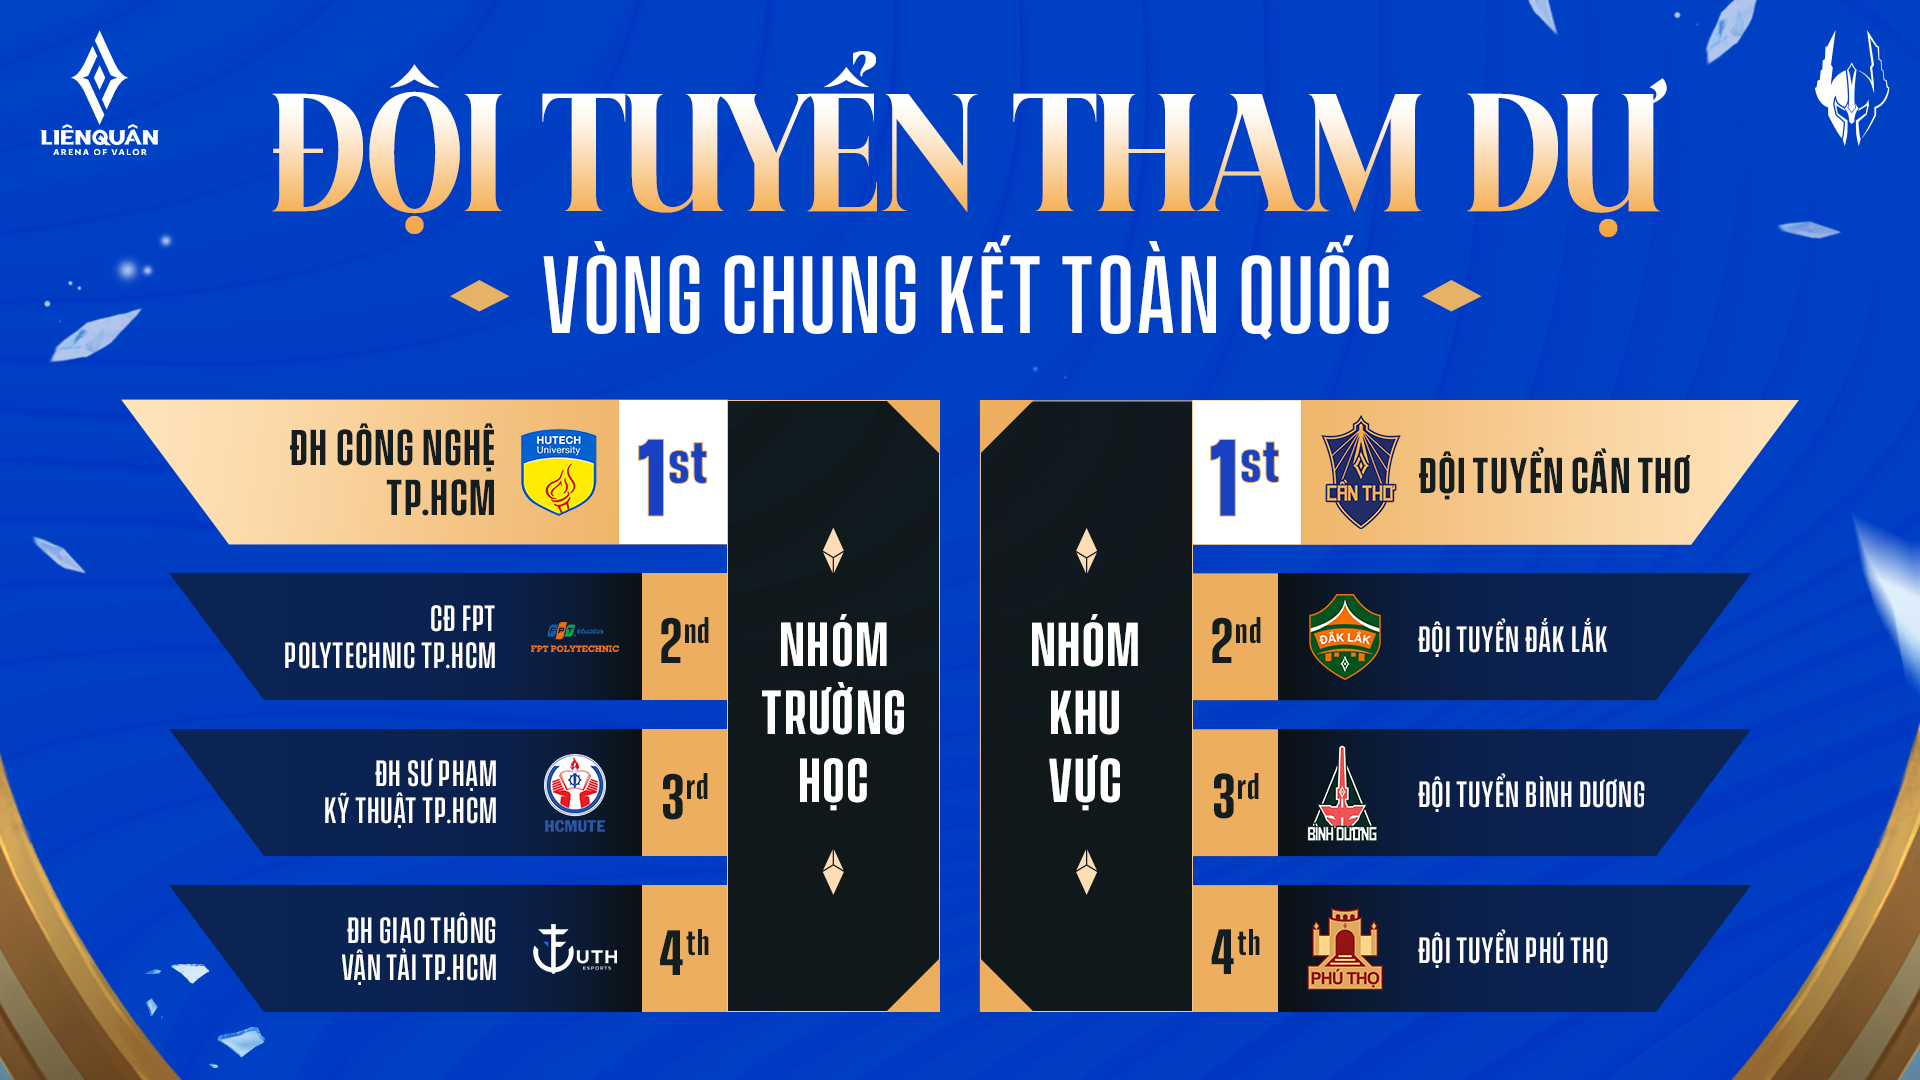 LIÊNQUÂN
ARENA OF VALOR
ĐỘI TUYỂN THAM DỰ
VÒNG CHUNG KẾT TOÀN QUỐC
ĐH CÔNG NGHỆ
TP.HCM
HUTECH
University
1st
CĐ FPT
POLYTECHNIC TP.HCM
FPT Education
FPT POLYTECHNIC
2nd
ĐH SƯ PHẠM
KỸ THUẬT TP.HCM
HCMUTE
3rd
ĐH GIAO THÔNG
VẬN TẢI TP.HCM
UTH
ESPORTS
4th
NHÓM
TRƯỜNG
HỌC
NHÓM
KHU
VỰC
1st
CẦN THƠ
ĐỘI TUYỂN CẦN THƠ
2nd
ĐẮK LẮK
ĐỘI TUYỂN ĐẮK LẮK
3rd
BÌNH DƯƠNG
ĐỘI TUYỂN BÌNH DƯƠNG
4th
PHÚ THỌ
ĐỘI TUYỂN PHÚ THỌ